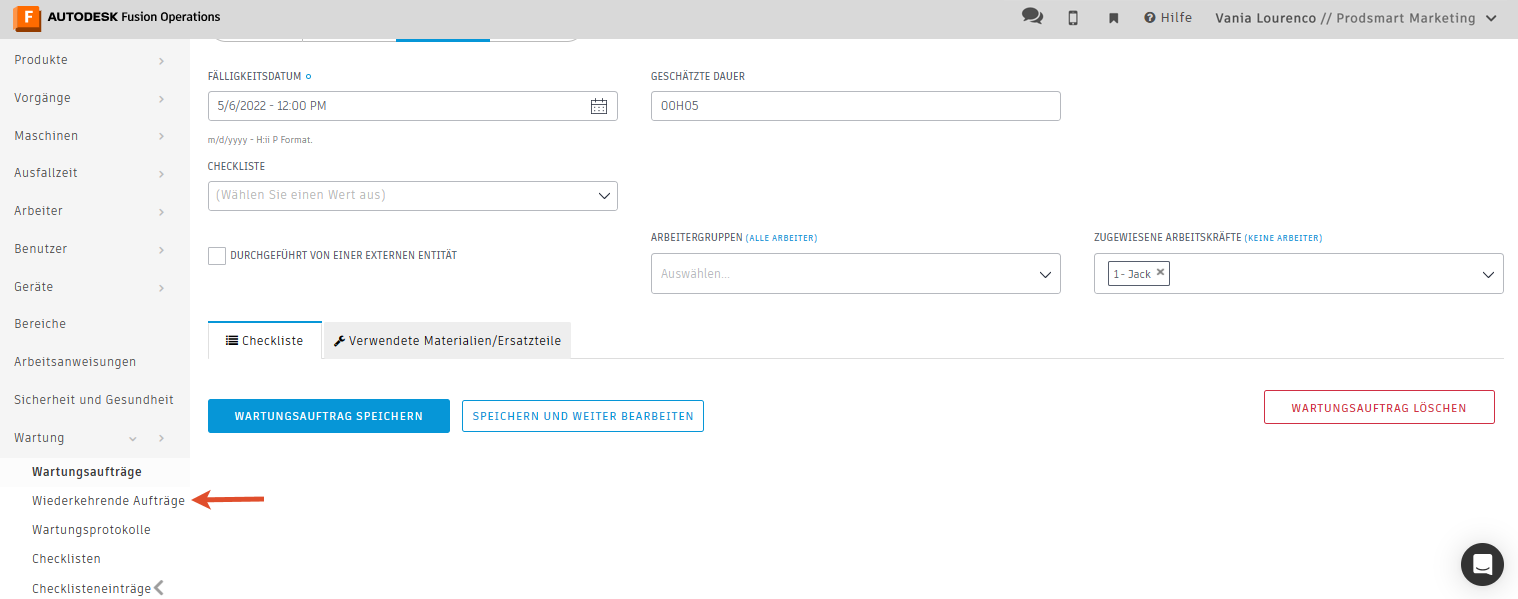 AUTODESK Fusion Operations
Hilfe
Vania Lourenco // Prodsmart Marketing
Produkte
Vorgänge
Maschinen
Ausfallzeit
Arbeiter
Benutzer
Geräte
Bereiche
Arbeitsanweisungen
Sicherheit und Gesundheit
Wartung
Wartungsaufträge
Wiederkehrende Aufträge
Wartungsprotokolle
Checklisten
Checklisteneinträge
FÄLLIGKEITSDATUM
5/6/2022 - 12:00 PM
m/d/yyyy - H:ii P Format.
GESCHÄTZTE DAUER
00H05
CHECKLISTE
(Wählen Sie einen Wert aus)
DURCHGEFÜHRT VON EINER EXTERNEN ENTITÄT
ARBEITERGRUPPEN (ALLE ARBEITER)
Auswählen...
ZUGEWIESENE ARBEITSKRÄFTE (KEINE ARBEITER)
1 - Jack
Checkliste
Verwendete Materialien/Ersatzteile
WARTUNGSAUFTRAG SPEICHERN
SPEICHERN UND WEITER BEARBEITEN
WARTUNGSAUFTRAG LÖSCHEN